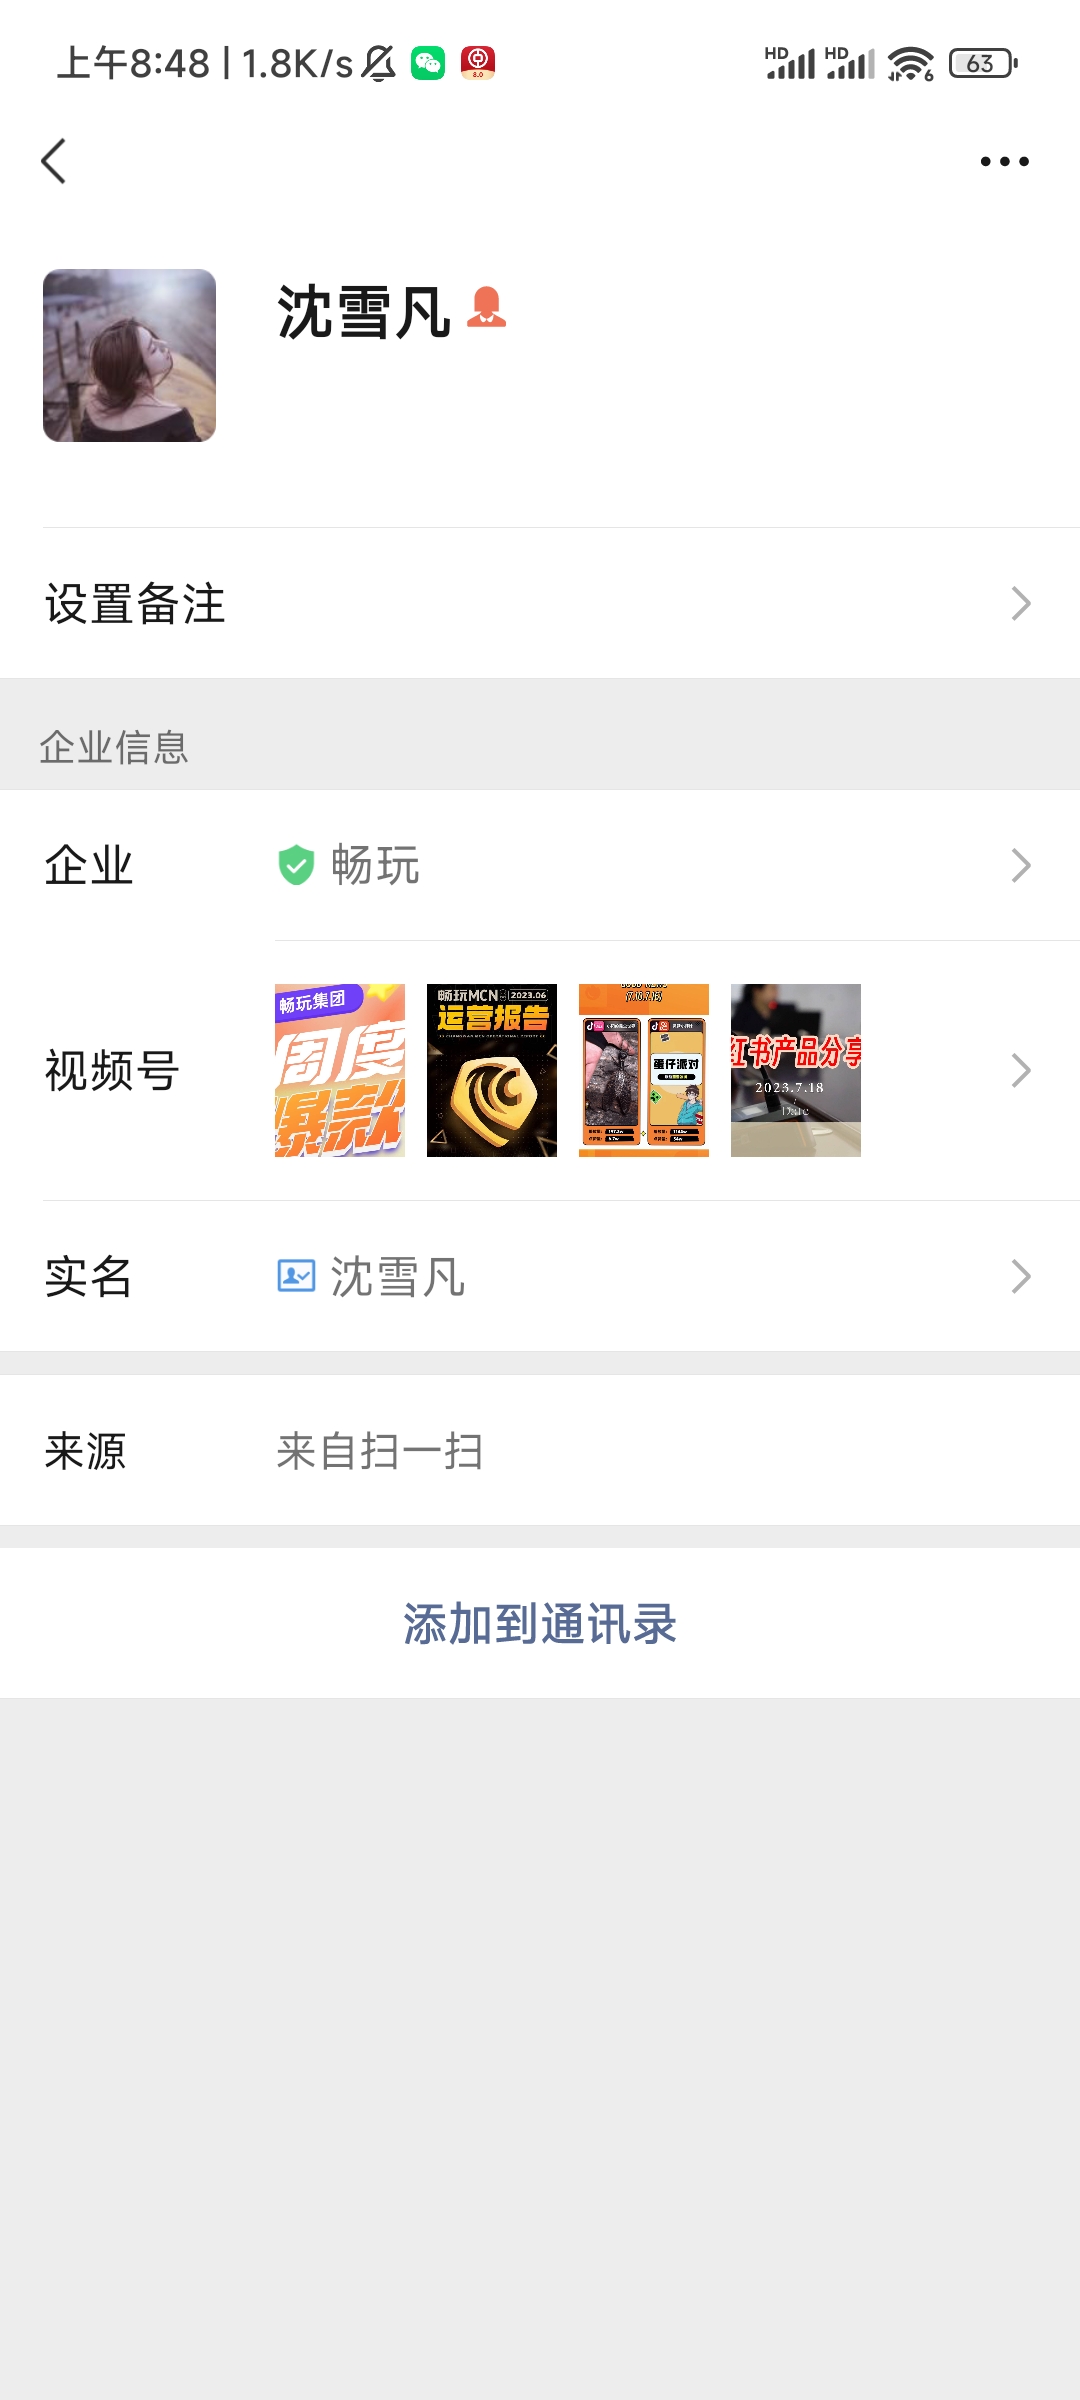 上午8:48 | 1.8K/s
8.0
HD HD 6 63
沈雪凡
设置备注
企业信息
企业 畅玩
视频号
畅玩集团
周度
爆款
畅玩MCN 2023.06
运营报告
蛋仔派对
红书产品分享
2023.7.18
Date
实名 沈雪凡
来源 来自扫一扫
添加到通讯录